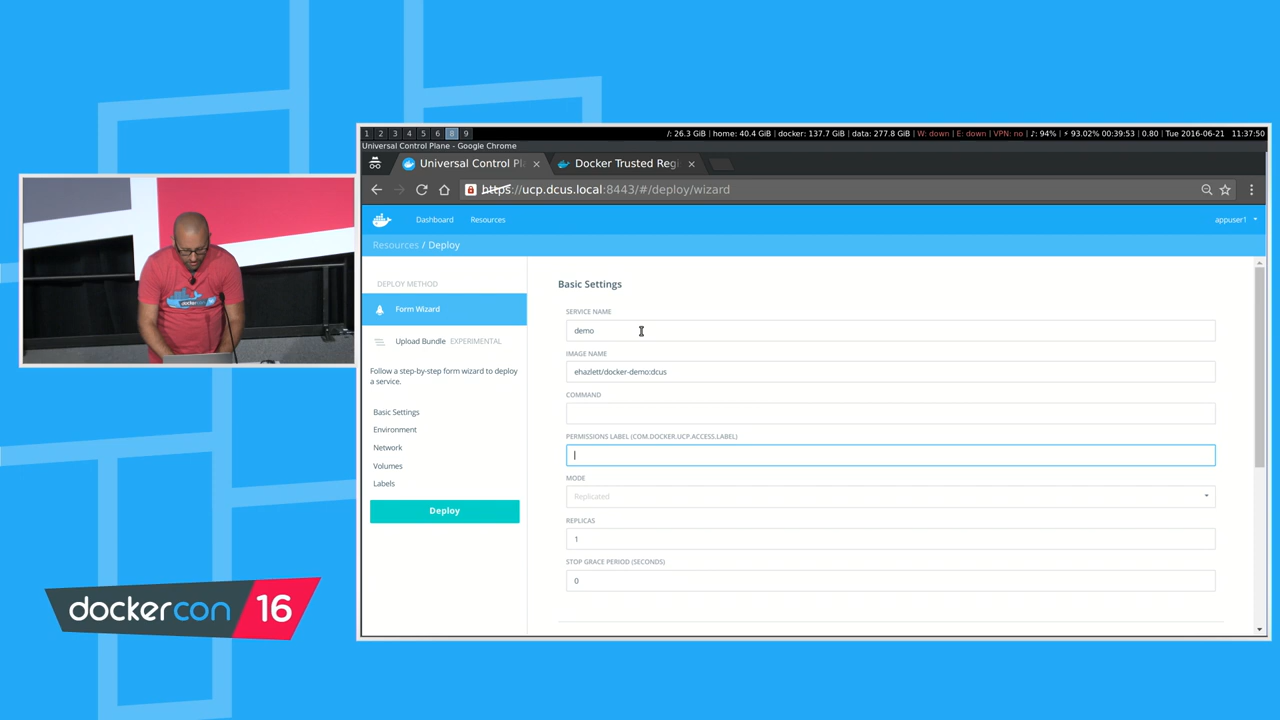 1 2 3 4 5 6 8 9
/: 26.3 GiB | home: 40.4 GiB | docker: 137.7 GiB | data: 277.8 GiB | W: down | E: down | VPN: no | ♪: 94% | ⚡ 93.02% 00:39:53 | 0.80 | Tue 2016-06-21 11:37:50
Universal Control Plane - Google Chrome
Universal Control Pl
Docker Trusted Regi
https://ucp.dcus.local:8443/#/deploy/wizard
Dashboard
Resources
appuser1
Resources / Deploy
DEPLOY METHOD
Form Wizard
Upload Bundle EXPERIMENTAL
Follow a step-by-step form wizard to deploy
a service.
Basic Settings
Environment
Network
Volumes
Labels
Deploy
Basic Settings
SERVICE NAME
demo
IMAGE NAME
ehazlett/docker-demo:dcus
COMMAND
PERMISSIONS LABEL (COM.DOCKER.UCP.ACCESS.LABEL)
MODE
Replicated
REPLICAS
1
STOP GRACE PERIOD (SECONDS)
0
dockercon 16